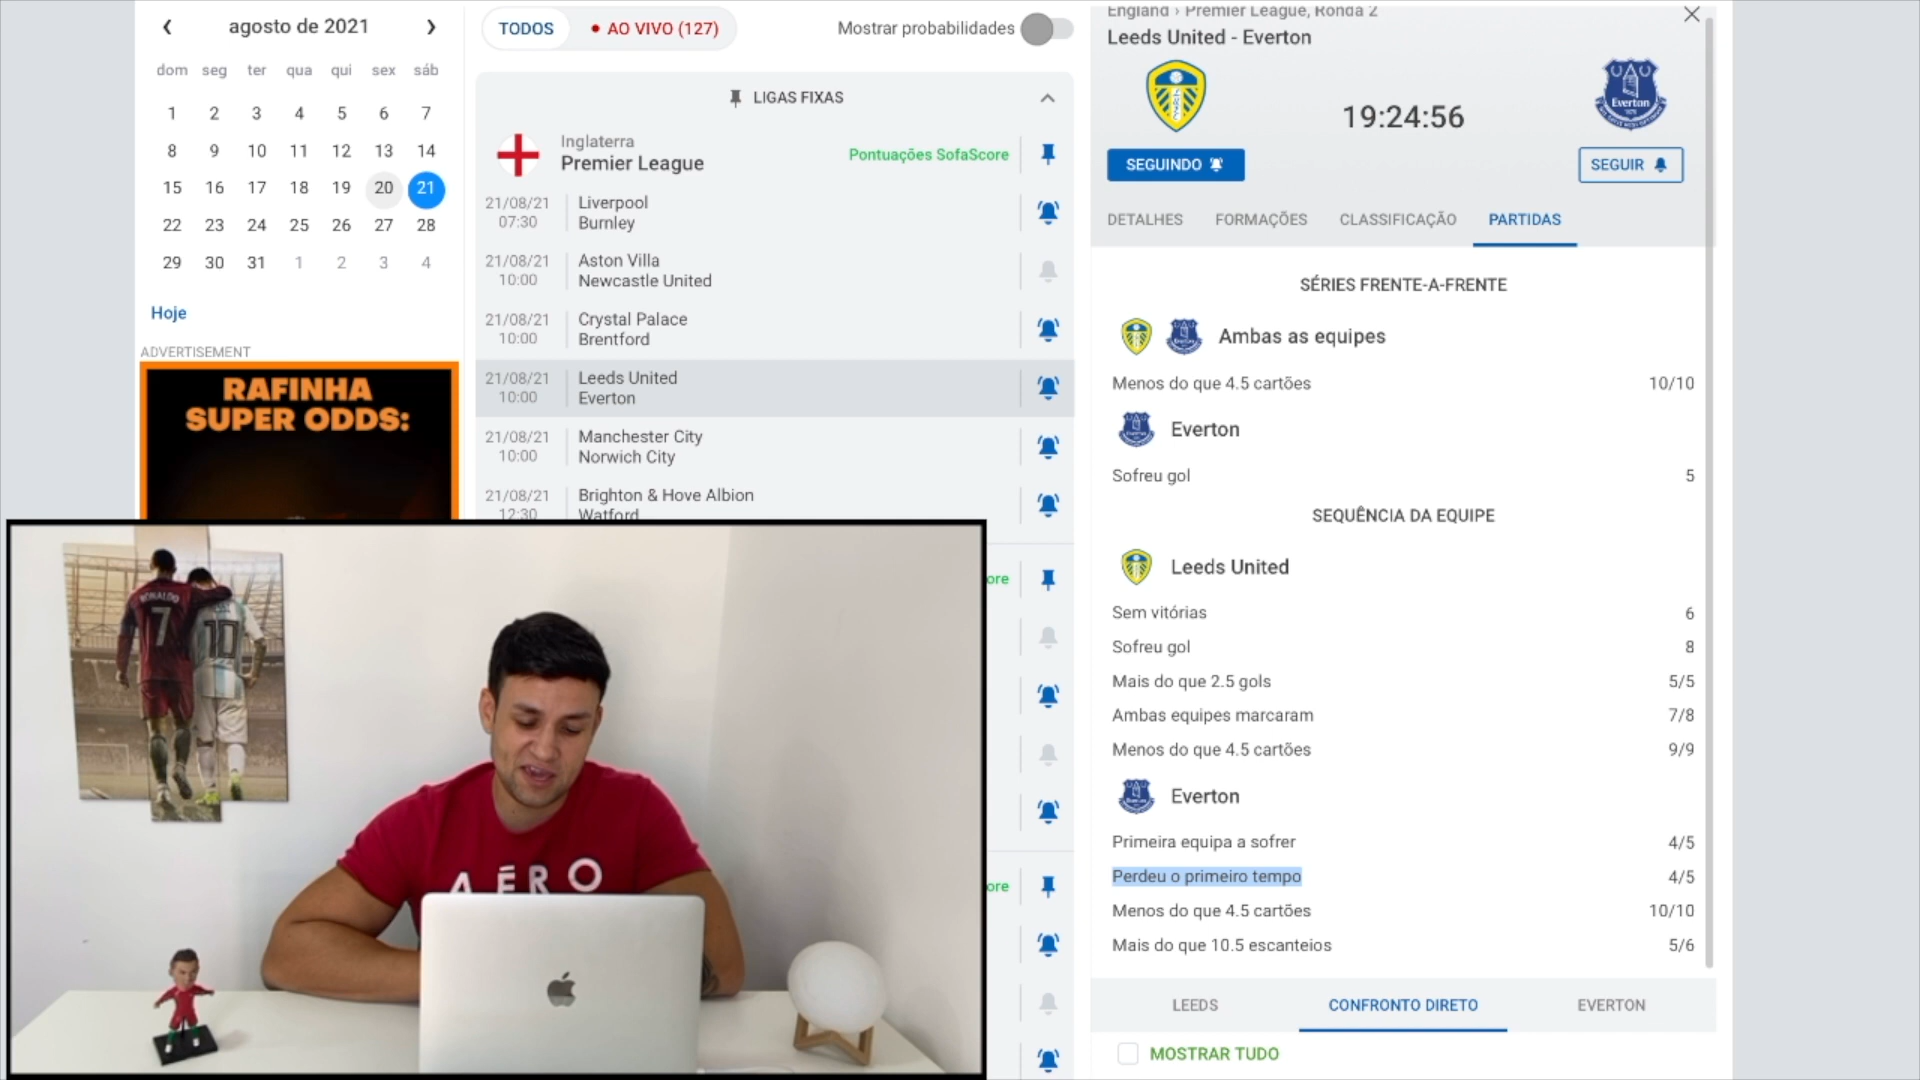 agosto de 2021
dom seg ter qua qui sex sáb
1 2 3 4 5 6 7
8 9 10 11 12 13 14
15 16 17 18 19 20 21
22 23 24 25 26 27 28
29 30 31 1 2 3 4
Hoje
ADVERTISEMENT
RAFINHA
SUPER ODDS:
TODOS
AO VIVO (127)
Mostrar probabilidades
LIGAS FIXAS
Inglaterra
Premier League
Pontuações SofaScore
21/08/21
07:30
Liverpool
Burnley
21/08/21
10:00
Aston Villa
Newcastle United
21/08/21
10:00
Crystal Palace
Brentford
21/08/21
10:00
Leeds United
Everton
21/08/21
10:00
Manchester City
Norwich City
21/08/21
12:30
Brighton & Hove Albion
Watford
ore
ore
England › Premier League, Ronda 2
Leeds United - Everton
19:24:56
Everton
SEGUINDO
SEGUIR
DETALHES
FORMAÇÕES
CLASSIFICAÇÃO
PARTIDAS
SÉRIES FRENTE-A-FRENTE
Ambas as equipes
Menos do que 4.5 cartões 10/10
Everton
Sofreu gol 5
SEQUÊNCIA DA EQUIPE
Leeds United
Sem vitórias 6
Sofreu gol 8
Mais do que 2.5 gols 5/5
Ambas equipes marcaram 7/8
Menos do que 4.5 cartões 9/9
Everton
Primeira equipa a sofrer 4/5
Perdeu o primeiro tempo 4/5
Menos do que 4.5 cartões 10/10
Mais do que 10.5 escanteios 5/6
LEEDS
CONFRONTO DIRETO
EVERTON
MOSTRAR TUDO
RONALDO
7
10
AÉRO